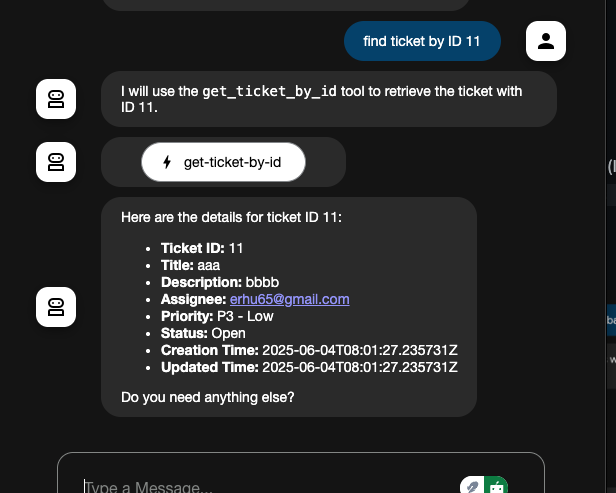 find ticket by ID 11
I will use the get_ticket_by_id tool to retrieve the ticket with
ID 11.
get-ticket-by-id
Here are the details for ticket ID 11:
• Ticket ID: 11
• Title: aaa
• Description: bbbb
• Assignee: erhu65@gmail.com
• Priority: P3 - Low
• Status: Open
• Creation Time: 2025-06-04T08:01:27.235731Z
• Updated Time: 2025-06-04T08:01:27.235731Z
Do you need anything else?
Type a Message...
(
ba
w